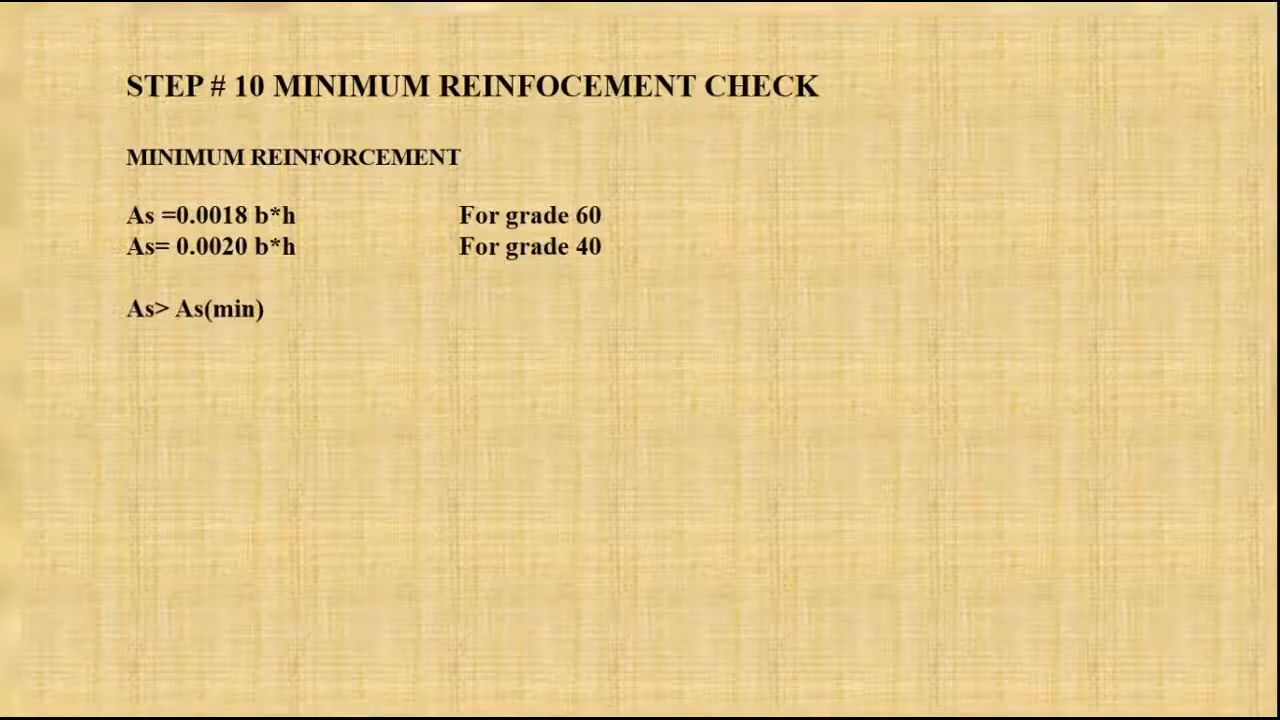 STEP # 10 MINIMUM REINFOCEMENT CHECK
MINIMUM REINFORCEMENT
As =0.0018 b*h For grade 60
As= 0.0020 b*h For grade 40
As> As(min)